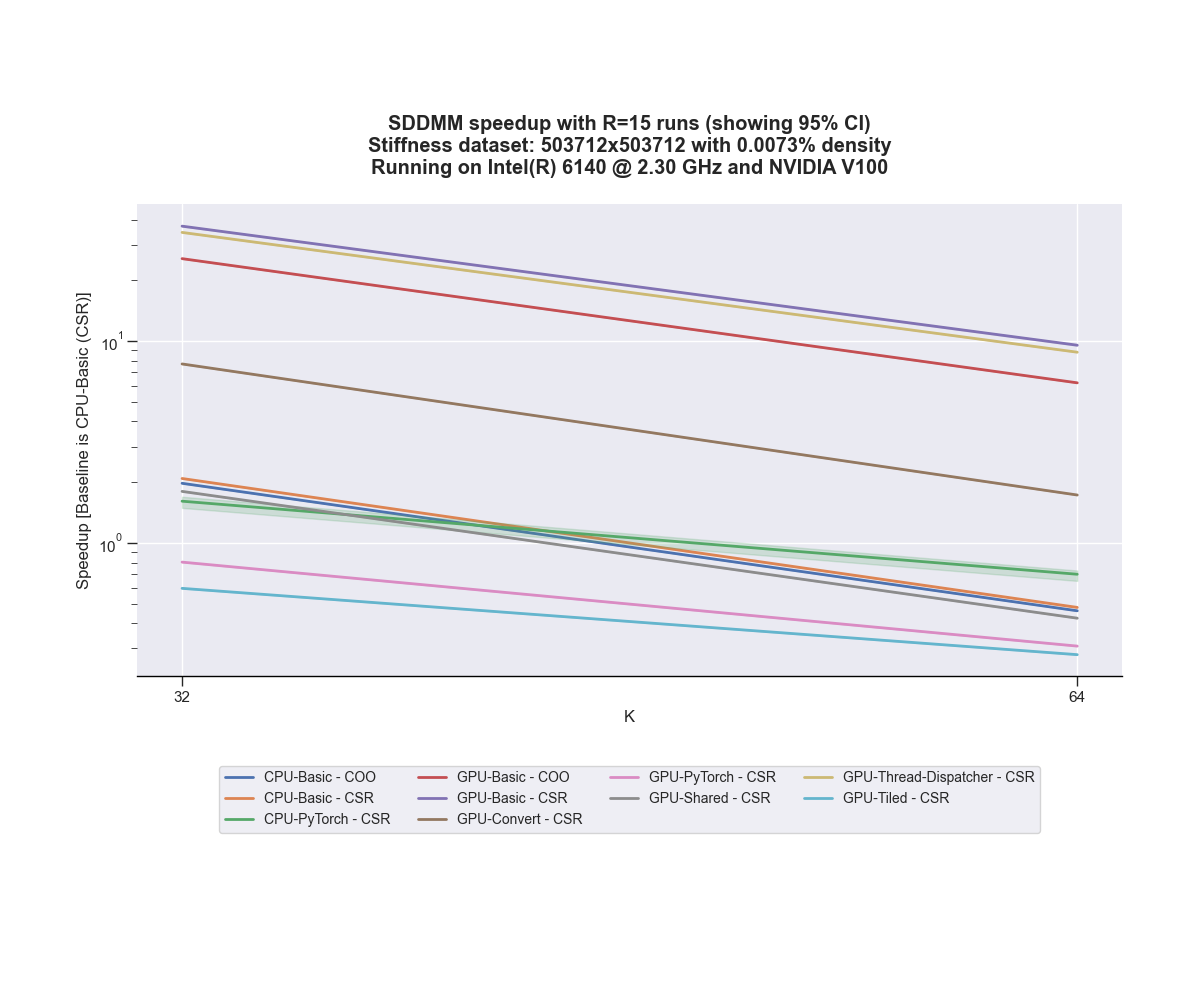 SDDMM speedup with R=15 runs (showing 95% CI)
Stiffness dataset: 503712x503712 with 0.0073% density
Running on Intel(R) 6140 @ 2.30 GHz and NVIDIA V100
Speedup [Baseline is CPU-Basic (CSR)]
10^1
10^0
32
64
K
CPU-Basic - COO
CPU-Basic - CSR
CPU-PyTorch - CSR
GPU-Basic - COO
GPU-Basic - CSR
GPU-Convert - CSR
GPU-PyTorch - CSR
GPU-Shared - CSR
GPU-Thread-Dispatcher - CSR
GPU-Tiled - CSR